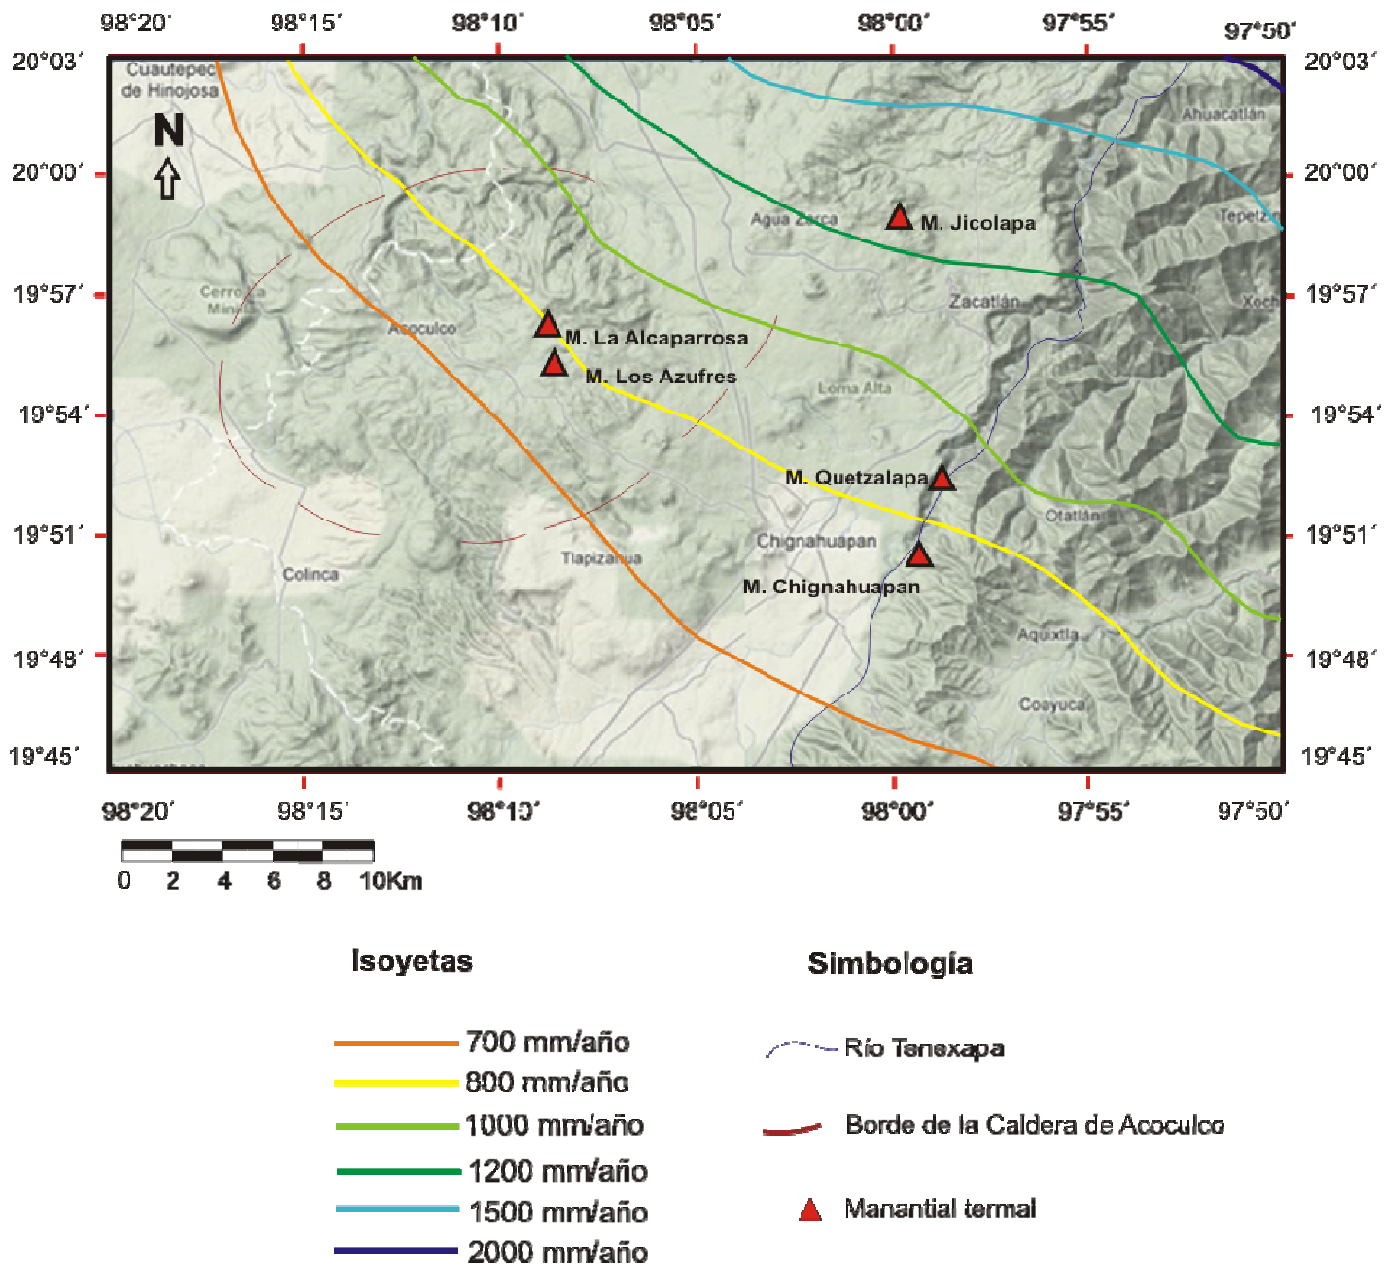 98°20´ 98°15´ 98°10´ 98°05´ 98°00´ 97°55´ 97°50´
20°03´ 20°03´
Cuautepec
de Hinojosa
Ahuacatlán
N
20°00´ 20°00´
Agua Zarca
M. Jicolapa
19°57´ 19°57´
Zacatlán
Acoculco
M. La Alcaparrosa
M. Los Azufres
Loma Alta
19°54´ 19°54´
M. Quetzalapa
Otatlán
19°51´ 19°51´
Chignahuapan
Tlapizahua
Colinca
M. Chignahuapan
Aquixtla
19°48´ 19°48´
Coayuca
19°45´ 19°45´
98°20´ 98°15´ 98°10´ 98°05´ 98°00´ 97°55´ 97°50´
0 2 4 6 8 10Km
Isoyetas
700 mm/año
800 mm/año
1000 mm/año
1200 mm/año
1500 mm/año
2000 mm/año
Simbología
Río Tenexapa
Borde de la Caldera de Acoculco
Manantial termal